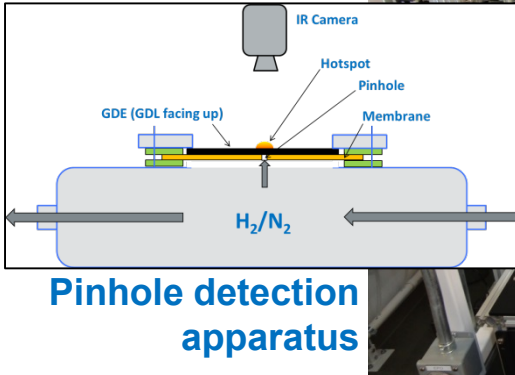 IR Camera
Hotspot
Pinhole
GDE (GDL facing up)
Membrane
H₂/N₂
Pinhole detection
apparatus